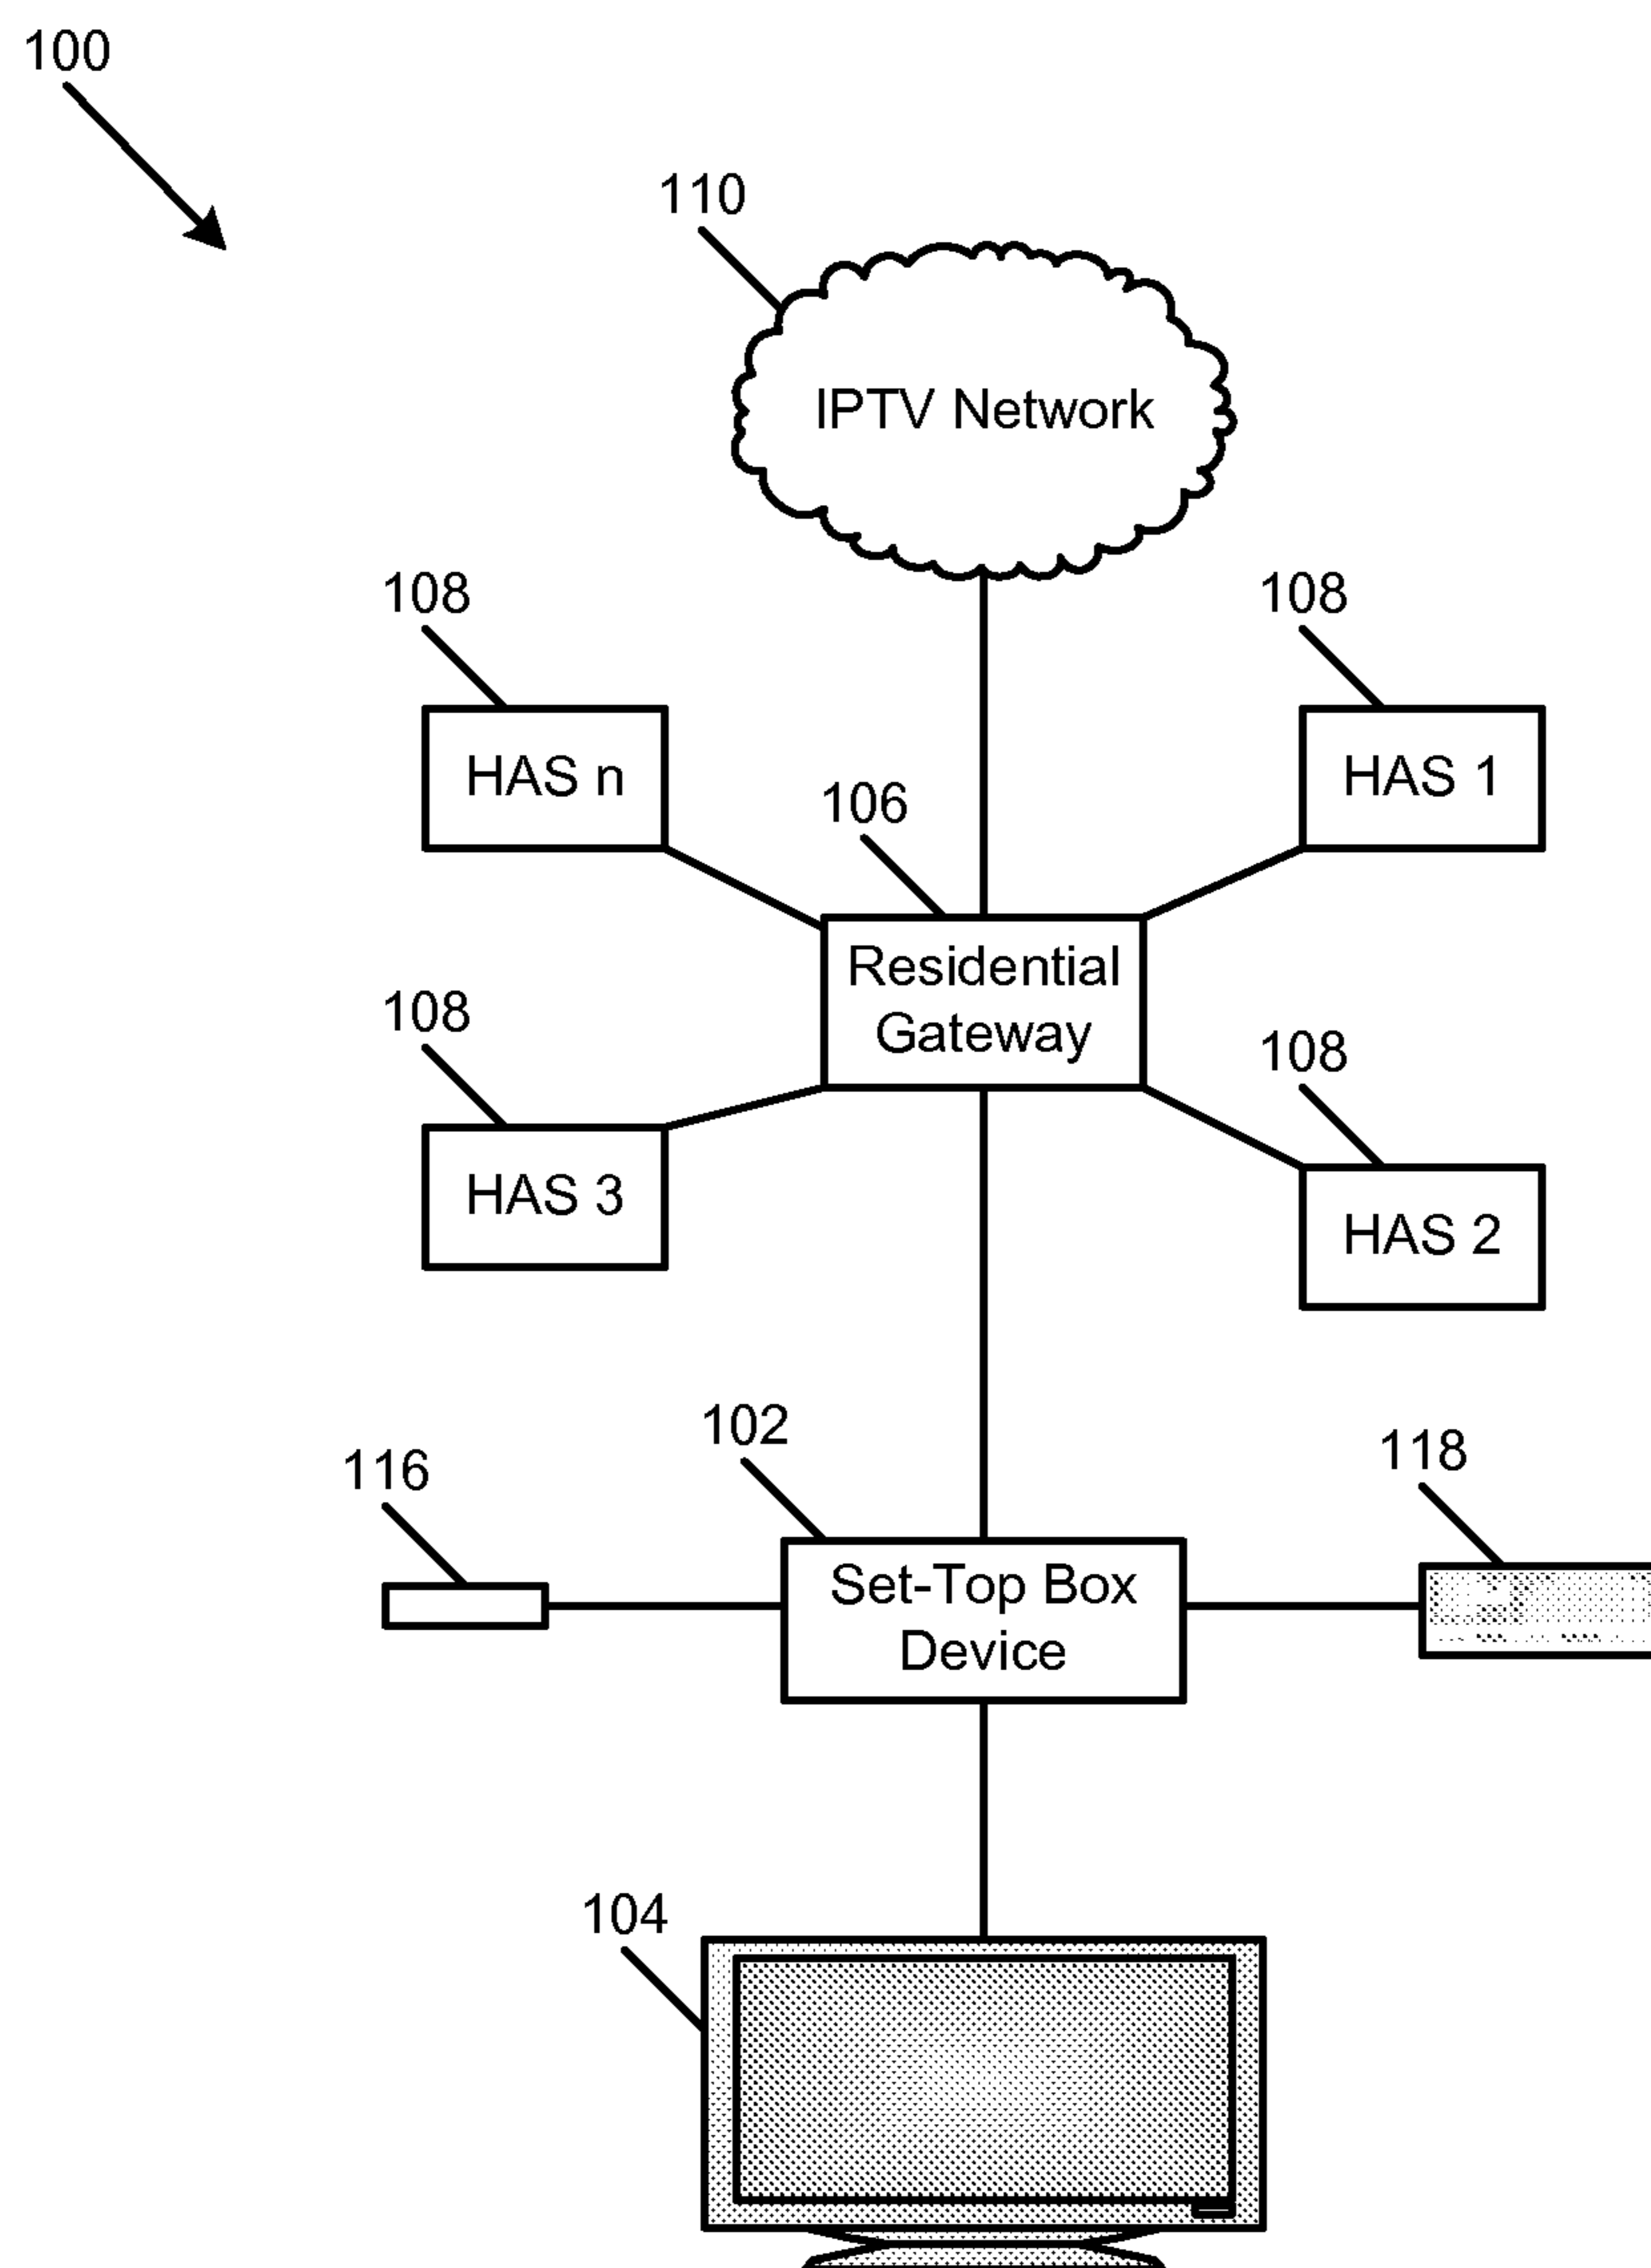 100
110
IPTV Network
108
108
HAS n
HAS 1
106
Residential
Gateway
108
108
HAS 3
HAS 2
102
118
116
Set-Top Box
Device
104